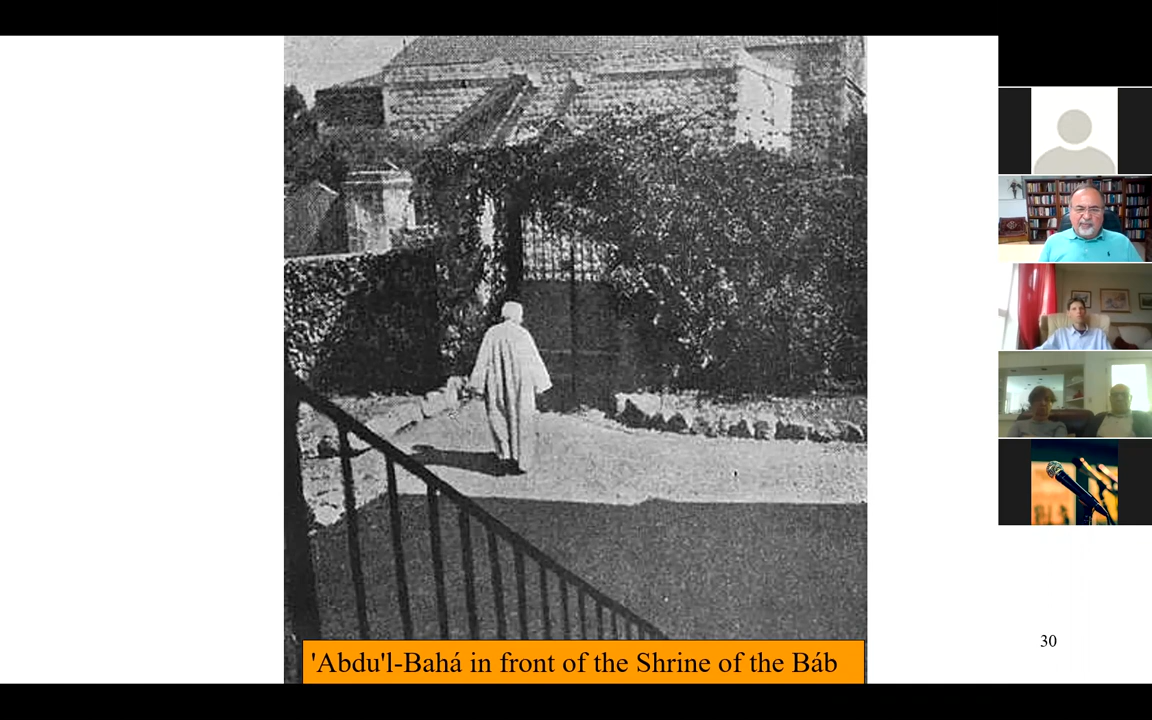 'Abdu'l-Bahá in front of the Shrine of the Báb
30